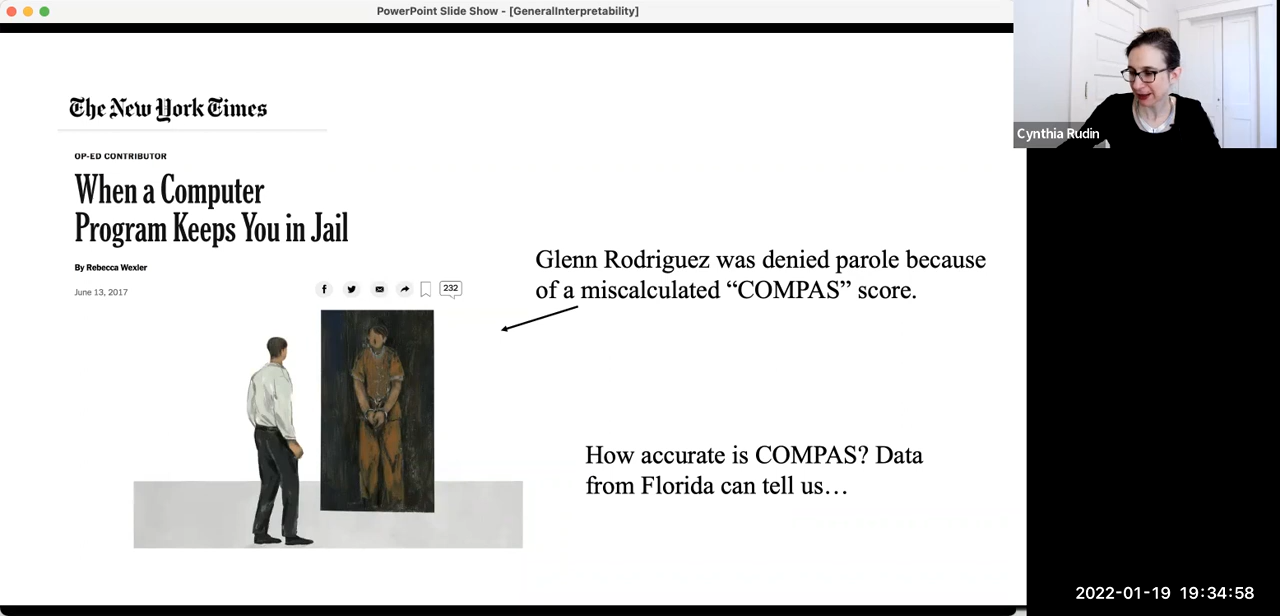 PowerPoint Slide Show - [GeneralInterpretability]
The New York Times
OP-ED CONTRIBUTOR
When a Computer
Program Keeps You in Jail
By Rebecca Wexler
June 13, 2017
232
Glenn Rodriguez was denied parole because
of a miscalculated “COMPAS” score.
How accurate is COMPAS? Data
from Florida can tell us…
Cynthia Rudin
2022-01-19 19:34:58